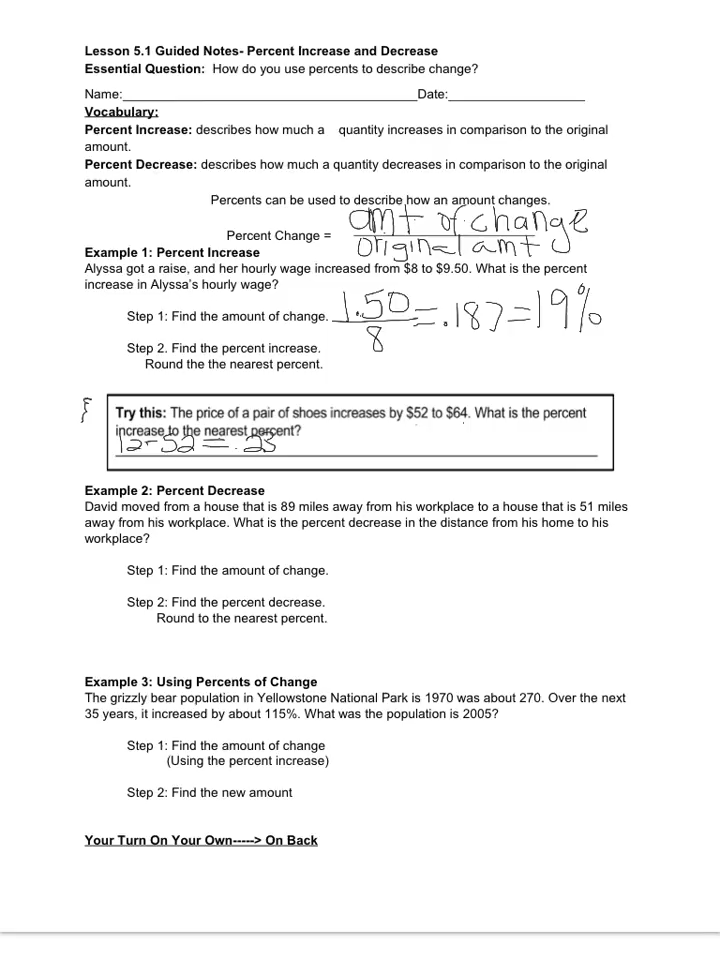 Lesson 5.1 Guided Notes- Percent Increase and Decrease
Essential Question: How do you use percents to describe change?
Name:________________________________________Date:___________________
Vocabulary:
Percent Increase: describes how much a quantity increases in comparison to the original
amount.
Percent Decrease: describes how much a quantity decreases in comparison to the original
amount.
Percents can be used to describe how an amount changes.
amt of change
Percent Change =
original amt
Example 1: Percent Increase
Alyssa got a raise, and her hourly wage increased from $8 to $9.50. What is the percent
increase in Alyssa's hourly wage?
Step 1: Find the amount of change. 1.50 = .187 = 19%
8
Step 2. Find the percent increase.
Round the the nearest percent.
Try this: The price of a pair of shoes increases by $52 to $64. What is the percent
increase to the nearest percent?
12-52 = .23
Example 2: Percent Decrease
David moved from a house that is 89 miles away from his workplace to a house that is 51 miles
away from his workplace. What is the percent decrease in the distance from his home to his
workplace?
Step 1: Find the amount of change.
Step 2: Find the percent decrease.
Round to the nearest percent.
Example 3: Using Percents of Change
The grizzly bear population in Yellowstone National Park is 1970 was about 270. Over the next
35 years, it increased by about 115%. What was the population is 2005?
Step 1: Find the amount of change
(Using the percent increase)
Step 2: Find the new amount
Your Turn On Your Own-----> On Back